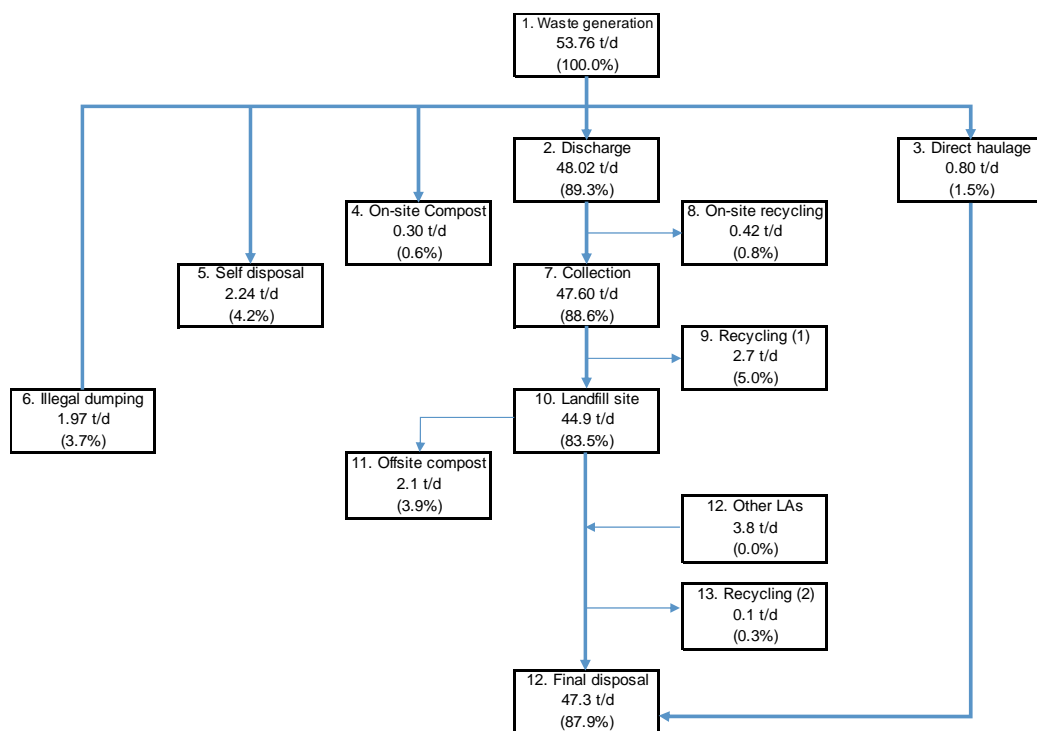 1. Waste generation
53.76 t/d
(100.0%)
2. Discharge
48.02 t/d
(89.3%)
3. Direct haulage
0.80 t/d
(1.5%)
4. On-site Compost
0.30 t/d
(0.6%)
8. On-site recycling
0.42 t/d
(0.8%)
5. Self disposal
2.24 t/d
(4.2%)
7. Collection
47.60 t/d
(88.6%)
9. Recycling (1)
2.7 t/d
(5.0%)
6. Illegal dumping
1.97 t/d
(3.7%)
10. Landfill site
44.9 t/d
(83.5%)
11. Offsite compost
2.1 t/d
(3.9%)
12. Other LAs
3.8 t/d
(0.0%)
13. Recycling (2)
0.1 t/d
(0.3%)
12. Final disposal
47.3 t/d
(87.9%)